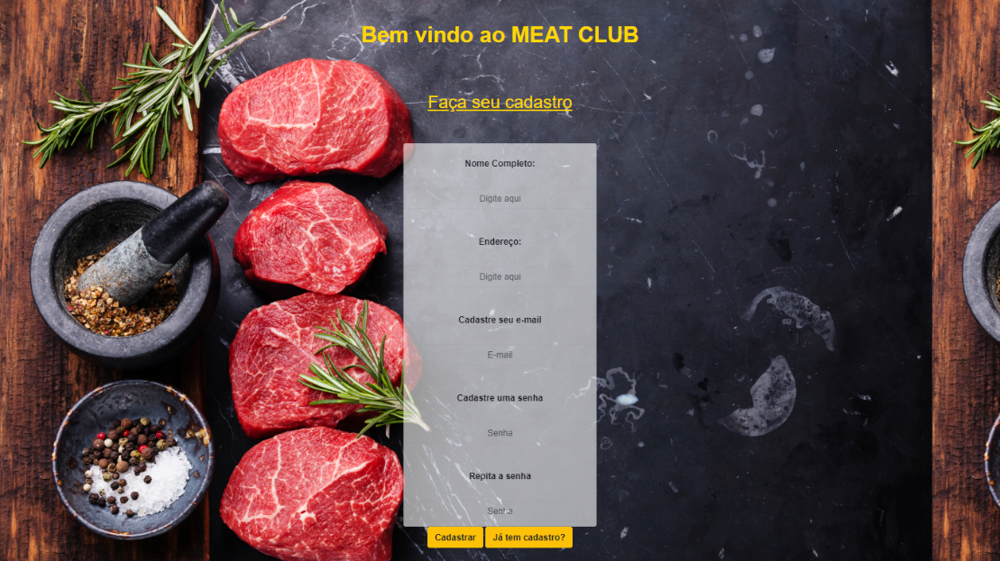 Bem vindo ao MEAT CLUB
Faça seu cadastro
Nome Completo:
Digite aqui
Endereço:
Digite aqui
Cadastre seu e-mail
E-mail
Cadastre uma senha
Senha
Repita a senha
Senha
Cadastrar Já tem cadastro?